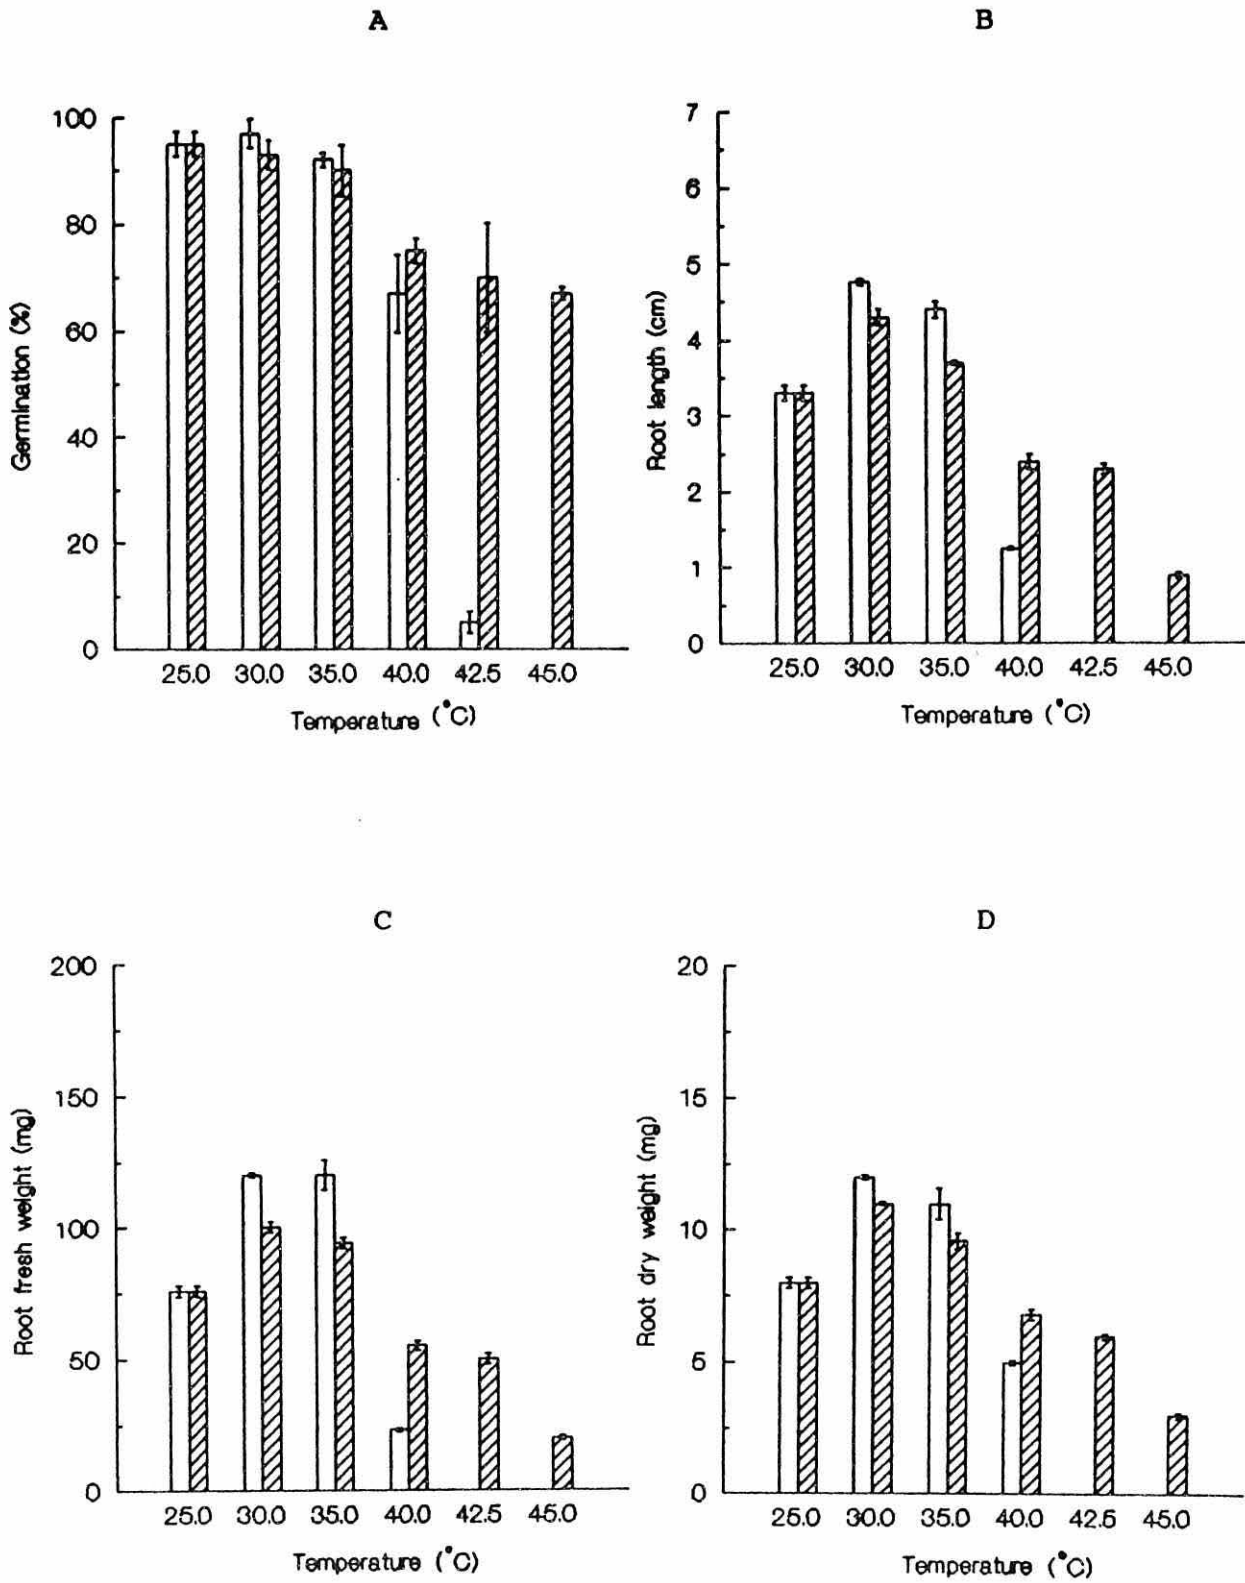 A
Germination (%)
100
80
60
40
20
0
25.0 30.0 35.0 40.0 42.5 45.0
Temperature (°C)
B
Root length (cm)
7
6
5
4
3
2
1
0
25.0 30.0 35.0 40.0 42.5 45.0
Temperature (°C)
C
Root fresh weight (mg)
200
150
100
50
0
25.0 30.0 35.0 40.0 42.5 45.0
Temperature (°C)
D
Root dry weight (mg)
20
15
10
5
0
25.0 30.0 35.0 40.0 42.5 45.0
Temperature (°C)